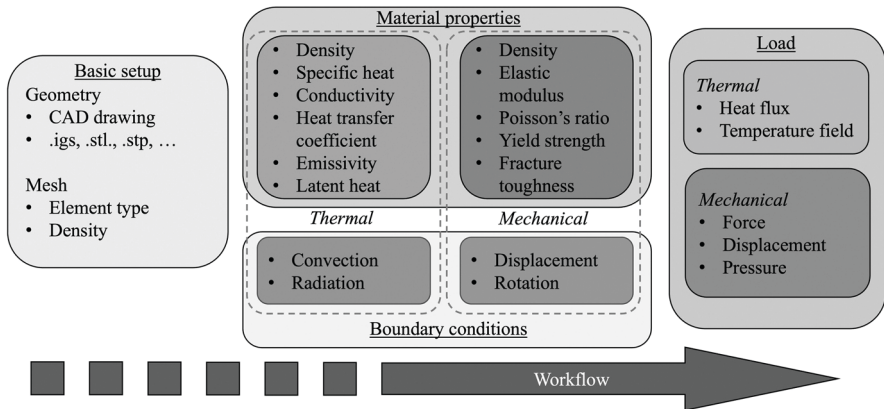 Basic setup
Geometry
• CAD drawing
• .igs, .stl., .stp, …
Mesh
• Element type
• Density
Material properties
• Density
• Specific heat
• Conductivity
• Heat transfer
coefficient
• Emissivity
• Latent heat
• Density
• Elastic
modulus
• Poisson’s ratio
• Yield strength
• Fracture
toughness
Thermal
Mechanical
• Convection
• Radiation
• Displacement
• Rotation
Boundary conditions
Load
Thermal
• Heat flux
• Temperature field
Mechanical
• Force
• Displacement
• Pressure
Workflow